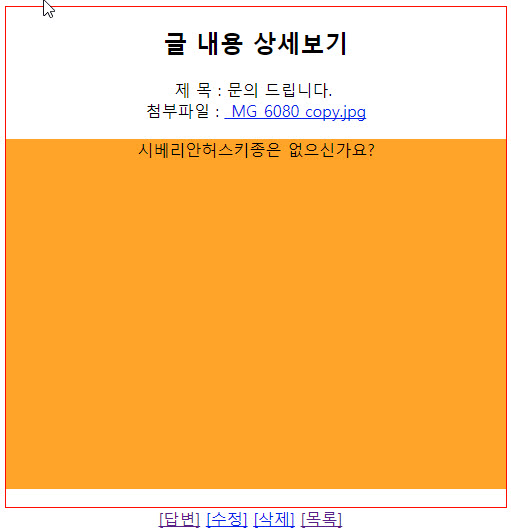 글 내용 상세보기
제 목 : 문의 드립니다.
첨부파일 : _MG_6080 copy.jpg
시베리안허스키종은 없으신가요?
[답변] [수정] [삭제] [목록]